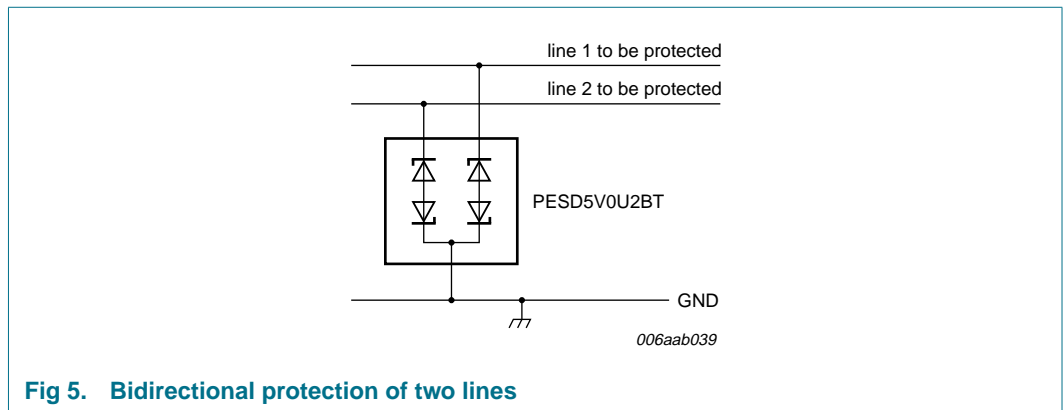 line 1 to be protected
line 2 to be protected
PESD5V0U2BT
GND
006aab039
Fig 5. Bidirectional protection of two lines